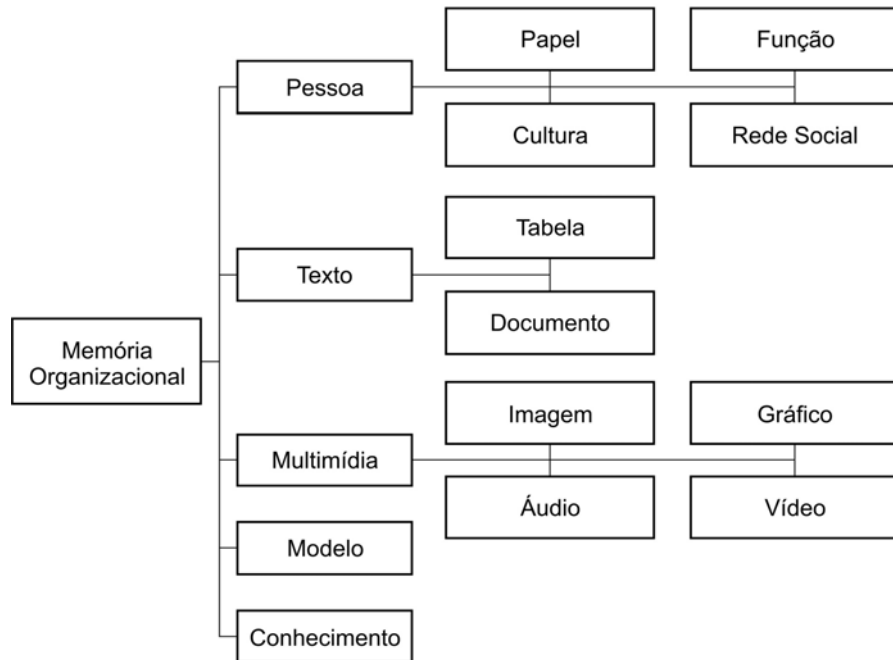 Papel
Função
Pessoa
Cultura
Rede Social
Tabela
Texto
Documento
Memória
Organizacional
Imagem
Gráfico
Multimídia
Áudio
Vídeo
Modelo
Conhecimento